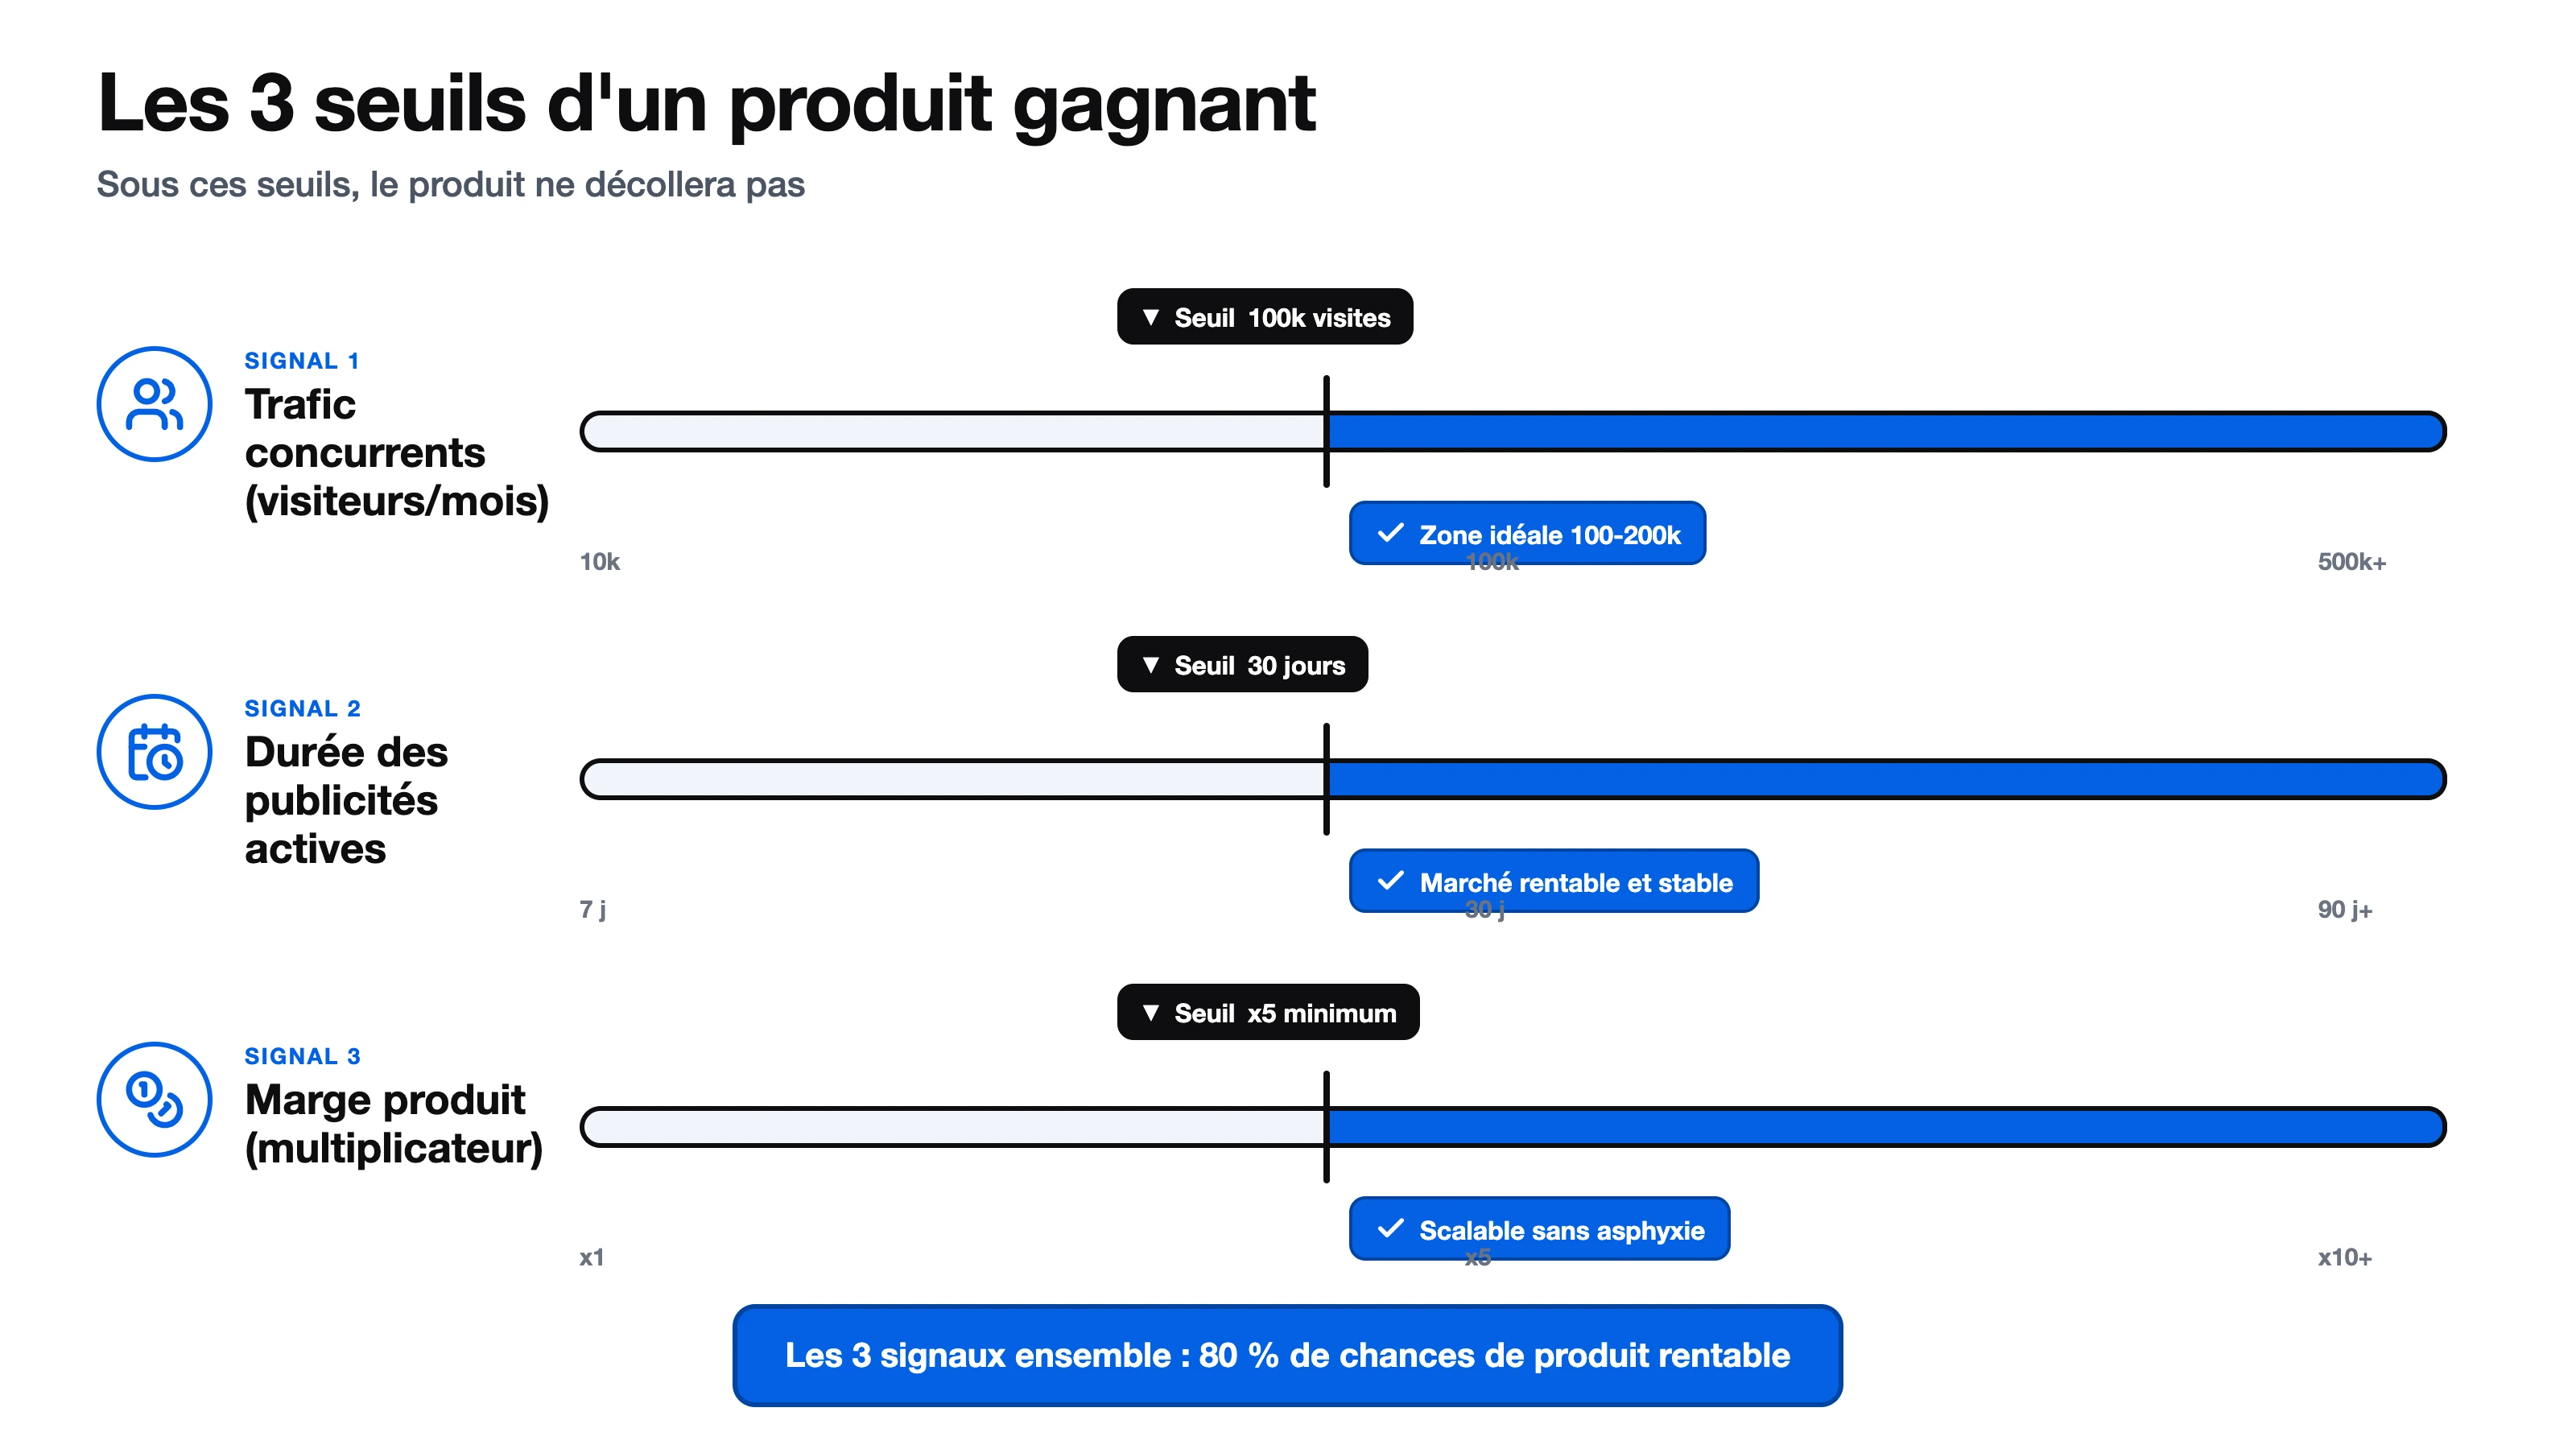 Les 3 seuils d'un produit gagnant
Sous ces seuils, le produit ne décollera pas
▼ Seuil 100k visites
SIGNAL 1
Trafic
concurrents
(visiteurs/mois)
Zone idéale 100-200k
10k 100k 500k+
▼ Seuil 30 jours
SIGNAL 2
Durée des
publicités
actives
Marché rentable et stable
7 j 30 j 90 j+
▼ Seuil x5 minimum
SIGNAL 3
Marge produit
(multiplicateur)
Scalable sans asphyxie
x1 x5 x10+
Les 3 signaux ensemble : 80 % de chances de produit rentable